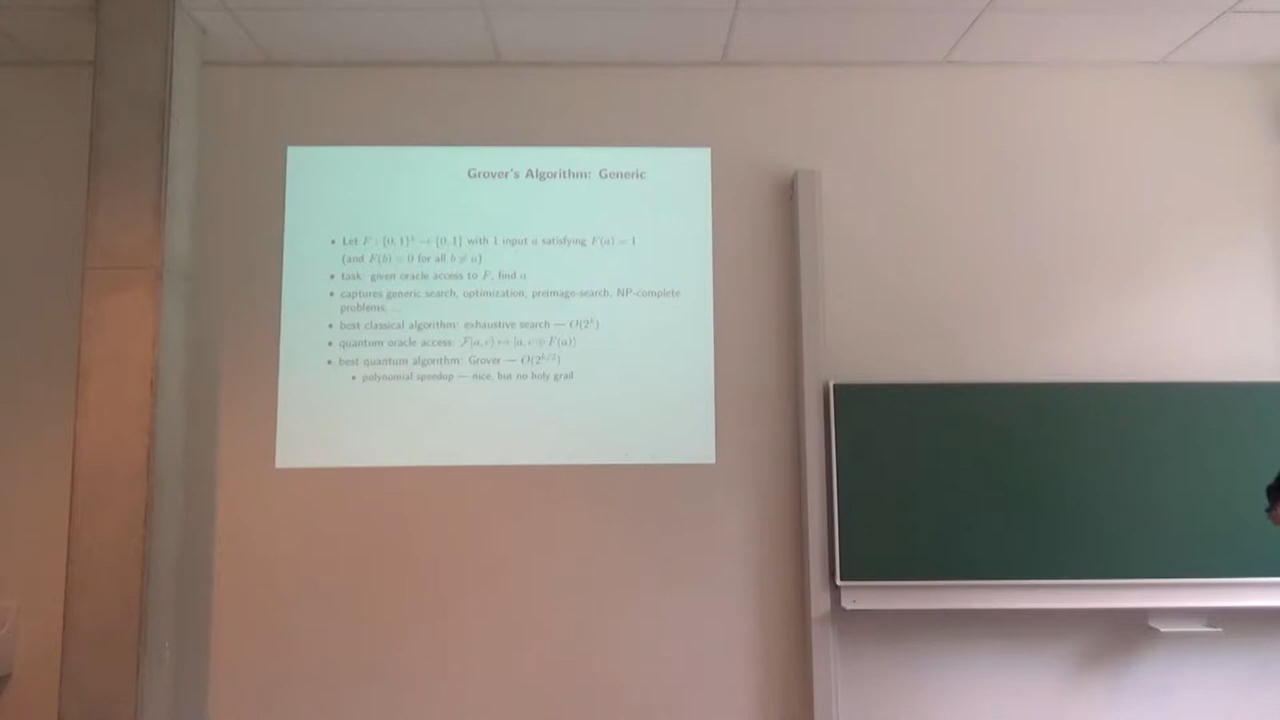 Grover's Algorithm: Generic
• Let F : {0, 1}^k → {0, 1} with 1 input a satisfying F(a) = 1
(and F(b) = 0 for all b ≠ a)
• task: given oracle access to F, find a
• captures generic search, optimization, preimage-search, NP-complete
problems, ...
• best classical algorithm: exhaustive search — O(2^k)
• quantum oracle access:
• best quantum algorithm: Grover — O(2^{k/2})
• polynomial speedup — nice, but no holy grail